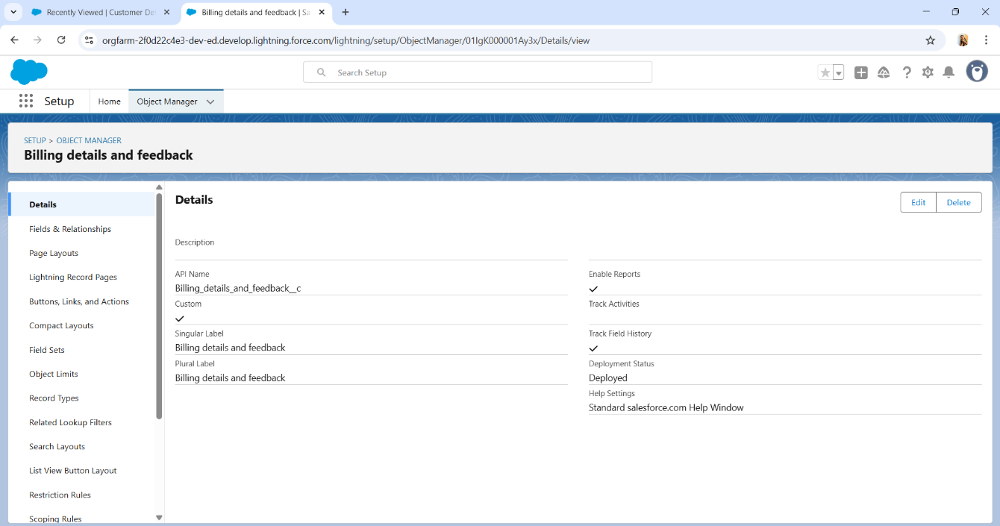 Recently Viewed | Customer De
Billing details and feedback | Sa
orgfarm-2f0d22c4e3-dev-ed.develop.lightning.force.com/lightning/setup/ObjectManager/01IgK000001Ay3x/Details/view
Search Setup
Setup
Home
Object Manager
SETUP > OBJECT MANAGER
Billing details and feedback
Details
Fields & Relationships
Page Layouts
Lightning Record Pages
Buttons, Links, and Actions
Compact Layouts
Field Sets
Object Limits
Record Types
Related Lookup Filters
Search Layouts
List View Button Layout
Restriction Rules
Scoping Rules
Details
Edit
Delete
Description
API Name
Billing_details_and_feedback__c
Custom
Singular Label
Billing details and feedback
Plural Label
Billing details and feedback
Enable Reports
Track Activities
Track Field History
Deployment Status
Deployed
Help Settings
Standard salesforce.com Help Window